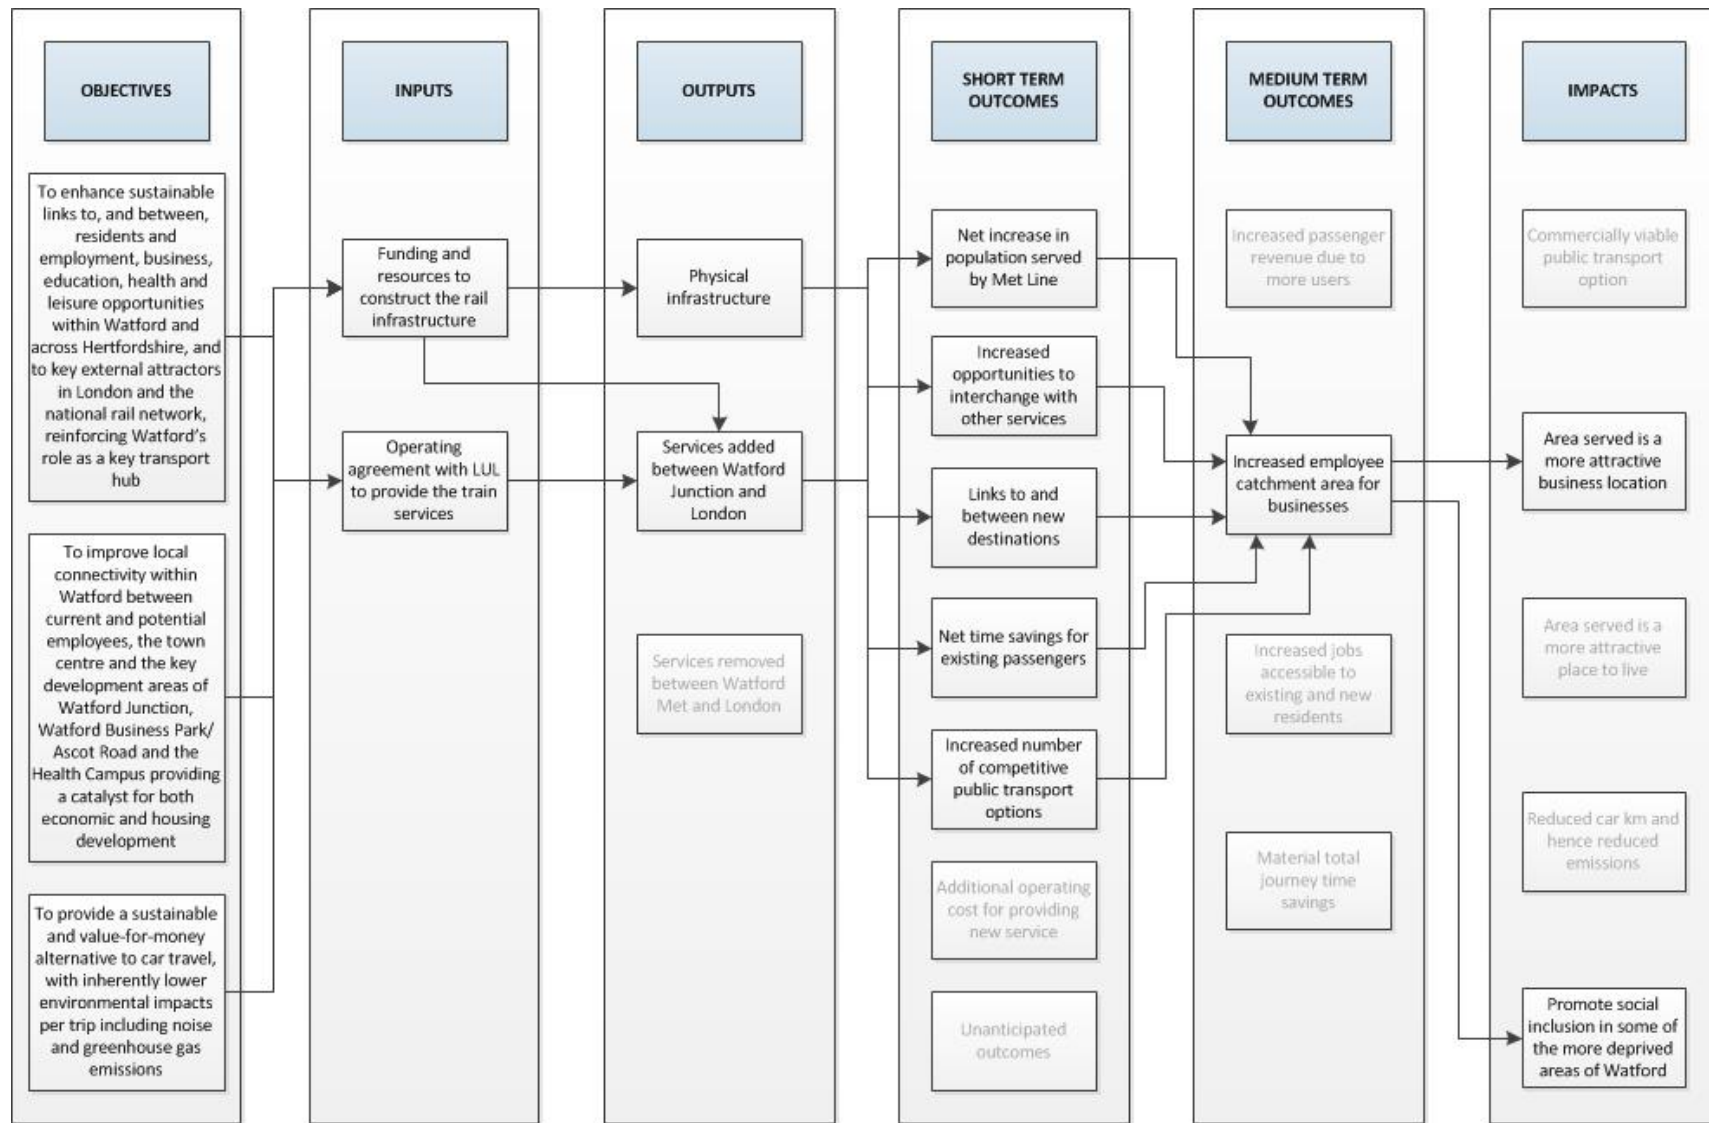 OBJECTIVES
To enhance sustainable
links to, and between,
residents and
employment, business,
education, health and
leisure opportunities
within Watford and
across Hertfordshire, and
to key external attractors
in London and the
national rail network,
reinforcing Watford's
role as a key transport
hub
To improve local
connectivity within
Watford between
current and potential
employees, the town
centre and the key
development areas of
Watford Junction,
Watford Business Park/
Ascot Road and the
Health Campus providing
a catalyst for both
economic and housing
development
To provide a sustainable
and value-for-money
alternative to car travel,
with inherently lower
environmental impacts
per trip including noise
and greenhouse gas
emissions
INPUTS
Funding and
resources to
construct the rail
infrastructure
Operating
agreement with LUL
to provide the train
services
OUTPUTS
Physical
infrastructure
Services added
between Watford
Junction and
London
Services removed
between Watford
Met and London
SHORT TERM
OUTCOMES
Net increase in
population served
by Met Line
Increased
opportunities to
interchange with
other services
Links to and
between new
destinations
Net time savings for
existing passengers
Increased number
of competitive
public transport
options
Additional operating
cost for providing
new service
Unanticipated
outcomes
MEDIUM TERM
OUTCOMES
Increased passenger
revenue due to
more users
Increased employee
catchment area for
businesses
Increased jobs
accessible to
existing and new
residents
Material total
journey time
savings
IMPACTS
Commercially viable
public transport
option
Area served is a
more attractive
business location
Area served is a
more attractive
place to live
Reduced car km and
hence reduced
emissions
Promote social
inclusion in some of
the more deprived
areas of Watford